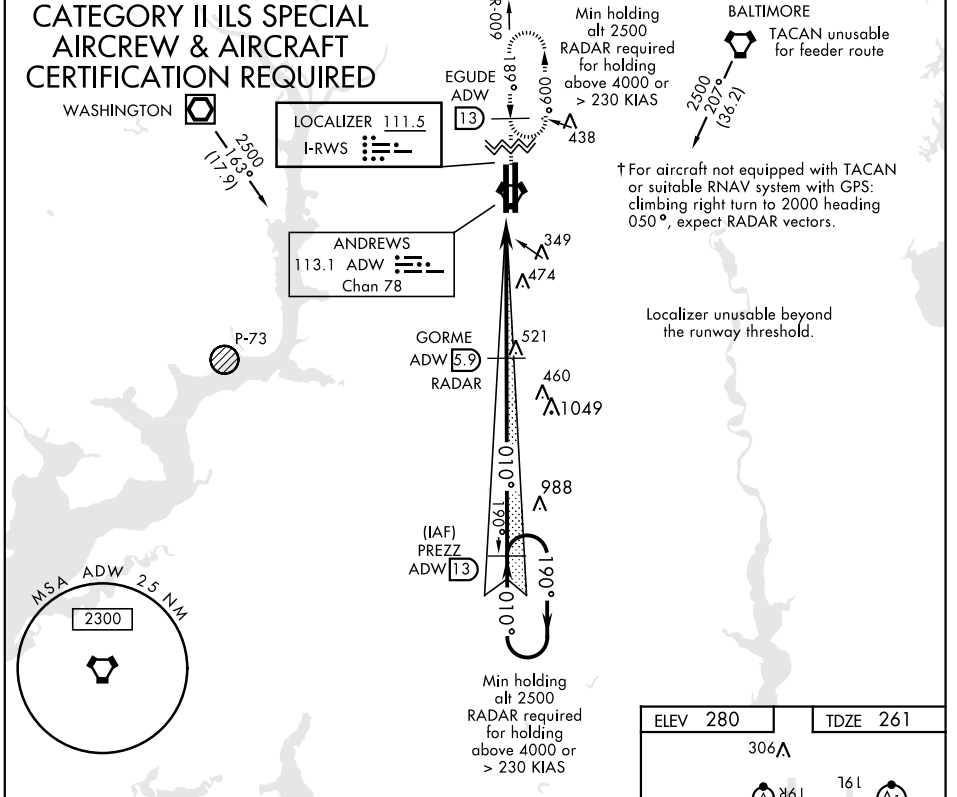 CATEGORY II ILS SPECIAL
AIRCREW & AIRCRAFT
CERTIFICATION REQUIRED
WASHINGTON
2500
163°
(17.9)
LOCALIZER 111.5
I-RWS
R-009
189°
009°
EGUDE
ADW
13
438
Min holding
alt 2500
RADAR required
for holding
above 4000 or
> 230 KIAS
BALTIMORE
TACAN unusable
for feeder route
2500
207°
(36.2)
† For aircraft not equipped with TACAN
or suitable RNAV system with GPS:
climbing right turn to 2000 heading
050°, expect RADAR vectors.
ANDREWS
113.1 ADW
Chan 78
349
474
Localizer unusable beyond
the runway threshold.
P-73
GORME
ADW 5.9
RADAR
521
460
1049
010°
988
190°
(IAF)
PREZZ
ADW 13
190°
010°
MSA ADW 25 NM
2300
Min holding
alt 2500
RADAR required
for holding
above 4000 or
> 230 KIAS
ELEV 280
TDZE 261
306
19R
19L